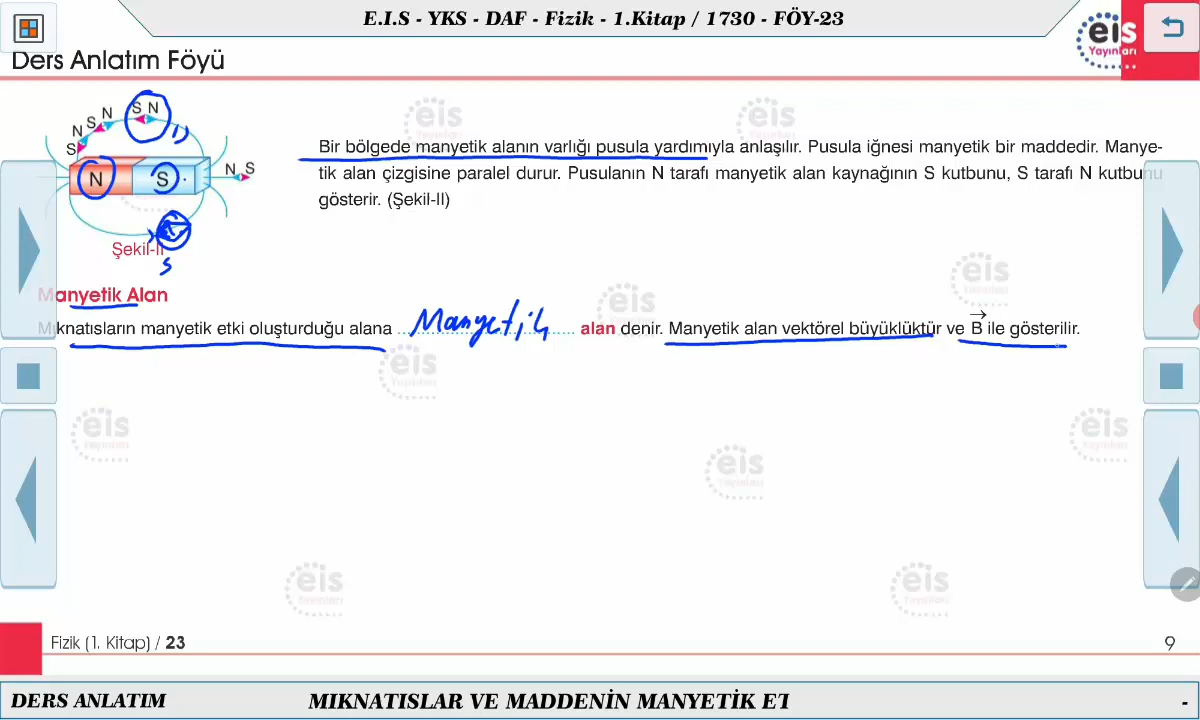 E.I.S - YKS - DAF - Fizik - 1.Kitap / 1730 - FÖY-23
eis
Yayınları
Ders Anlatım Föyü
S N
N
S
N
S
N S
N S
Bir bölgede manyetik alanın varlığı pusula yardımıyla anlaşılır. Pusula iğnesi manyetik bir maddedir. Manye-
tik alan çizgisine paralel durur. Pusulanın N tarafı manyetik alan kaynağının S kutbunu, S tarafı N kutbunu
gösterir. (Şekil-II)
Şekil-II
S
Manyetik Alan
Mıknatısların manyetik etki oluşturduğu alana Manyetik alan denir. Manyetik alan vektörel büyüklüktür ve B ile gösterilir.
Fizik (1. Kitap) / 23
9
DERS ANLATIM MIKNATISLAR VE MADDENİN MANYETİK ET -